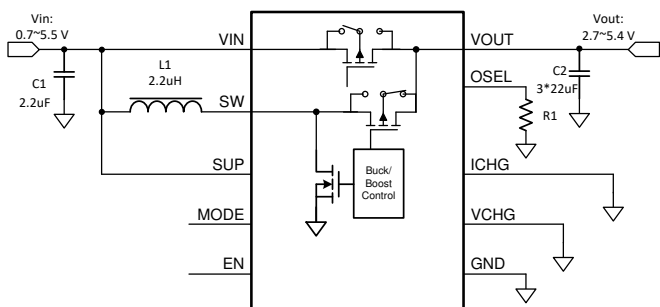 Vin:
0.7~5.5 V
C1
2.2uF
L1
2.2uH
VIN
SW
SUP
MODE
EN
Buck/
Boost
Control
VOUT
OSEL
ICHG
VCHG
GND
Vout:
2.7~5.4 V
C2
3*22uF
R1